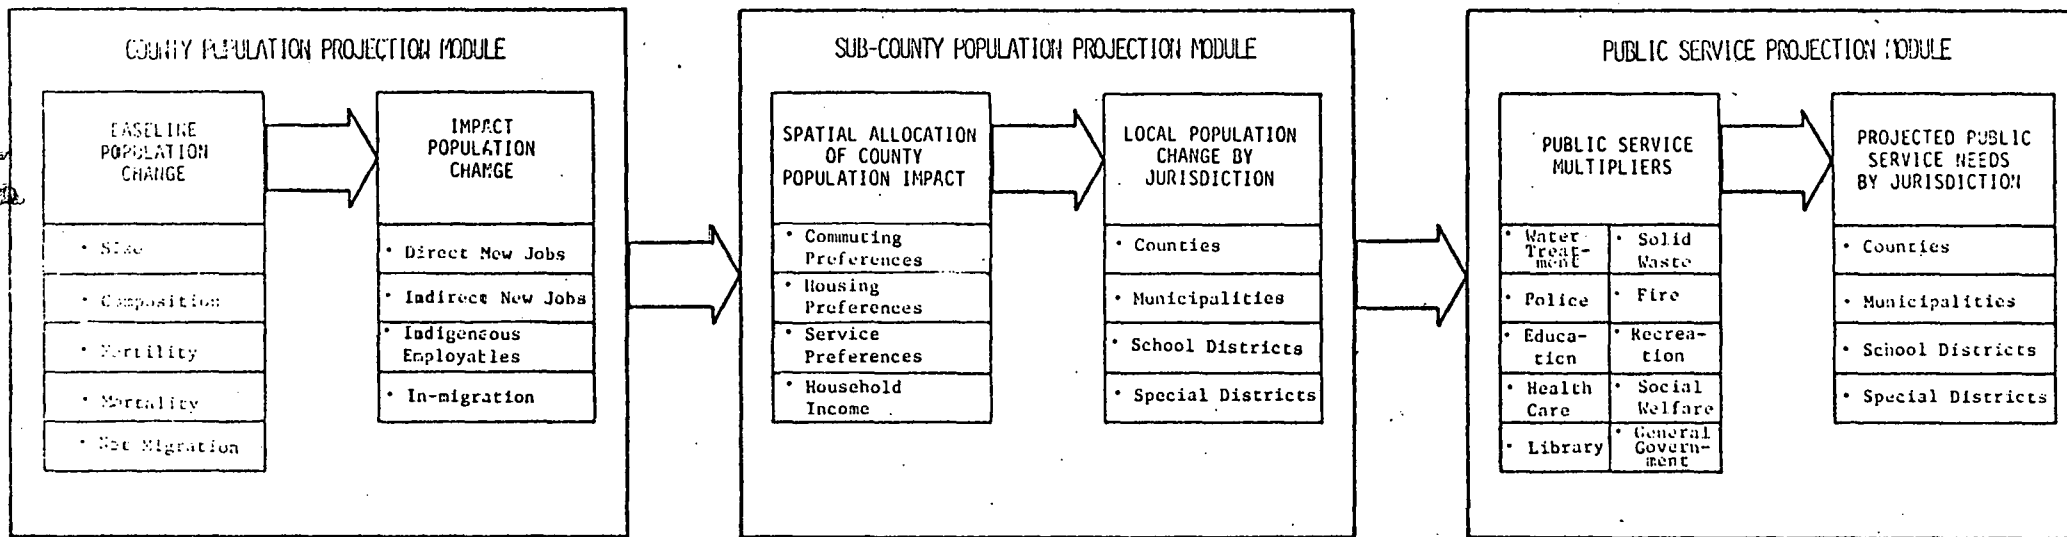 COUNTY POPULATION PROJECTION MODULE
BASELINE
POPULATION
CHANGE
• Size
• Composition
• Fertility
• Mortality
• Net Migration
IMPACT
POPULATION
CHANGE
• Direct New Jobs
• Indirect New Jobs
• Indigeneous
Employables
• In-migration
SUB-COUNTY POPULATION PROJECTION MODULE
SPATIAL ALLOCATION
OF COUNTY
POPULATION IMPACT
• Commuting
Preferences
• Housing
Preferences
• Service
Preferences
• Household
Income
LOCAL POPULATION
CHANGE BY
JURISDICTION
• Counties
• Municipalities
• School Districts
• Special Districts
PUBLIC SERVICE PROJECTION MODULE
PUBLIC SERVICE
MULTIPLIERS
• Water
Treat-
ment
• Solid
Waste
• Police
• Fire
• Educa-
tion
• Recrea-
tion
• Health
Care
• Social
Welfare
• Library
• General
Govern-
ment
PROJECTED PUBLIC
SERVICE NEEDS
BY JURISDICTION
• Counties
• Municipalities
• School Districts
• Special Districts